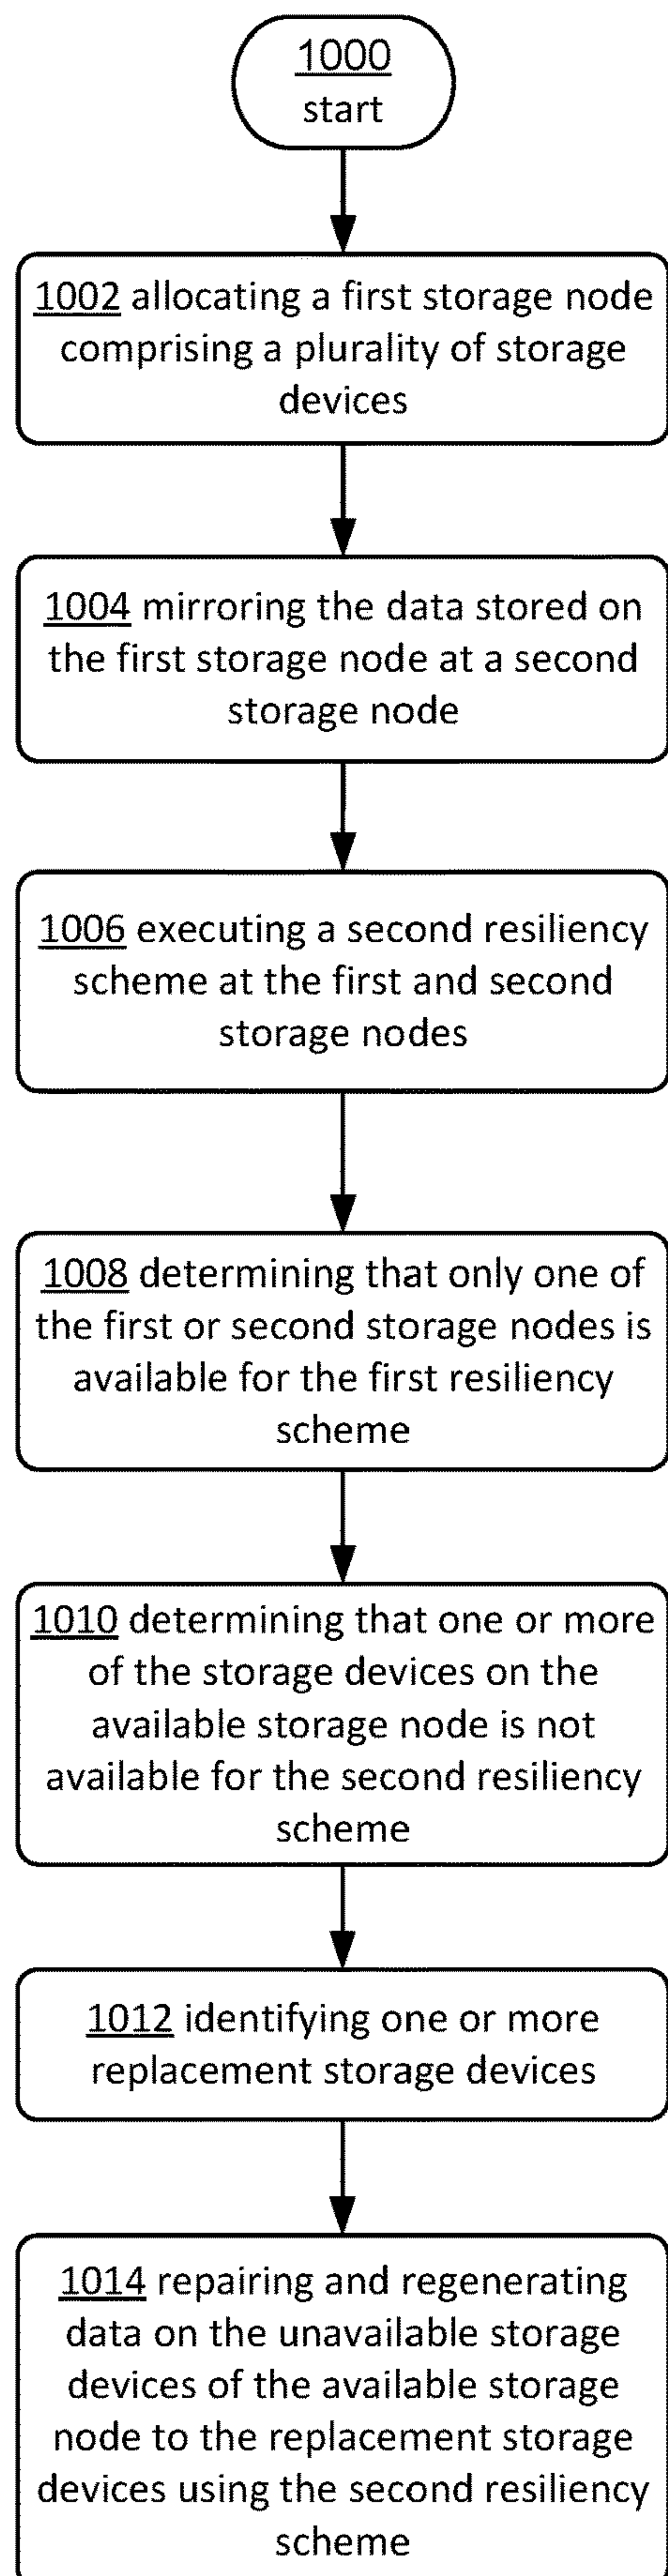 1000
start
1002 allocating a first storage node
comprising a plurality of storage
devices
1004 mirroring the data stored on
the first storage node at a second
storage node
1006 executing a second resiliency
scheme at the first and second
storage nodes
1008 determining that only one of
the first or second storage nodes is
available for the first resiliency
scheme
1010 determining that one or more
of the storage devices on the
available storage node is not
available for the second resiliency
scheme
1012 identifying one or more
replacement storage devices
1014 repairing and regenerating
data on the unavailable storage
devices of the available storage
node to the replacement storage
devices using the second resiliency
scheme